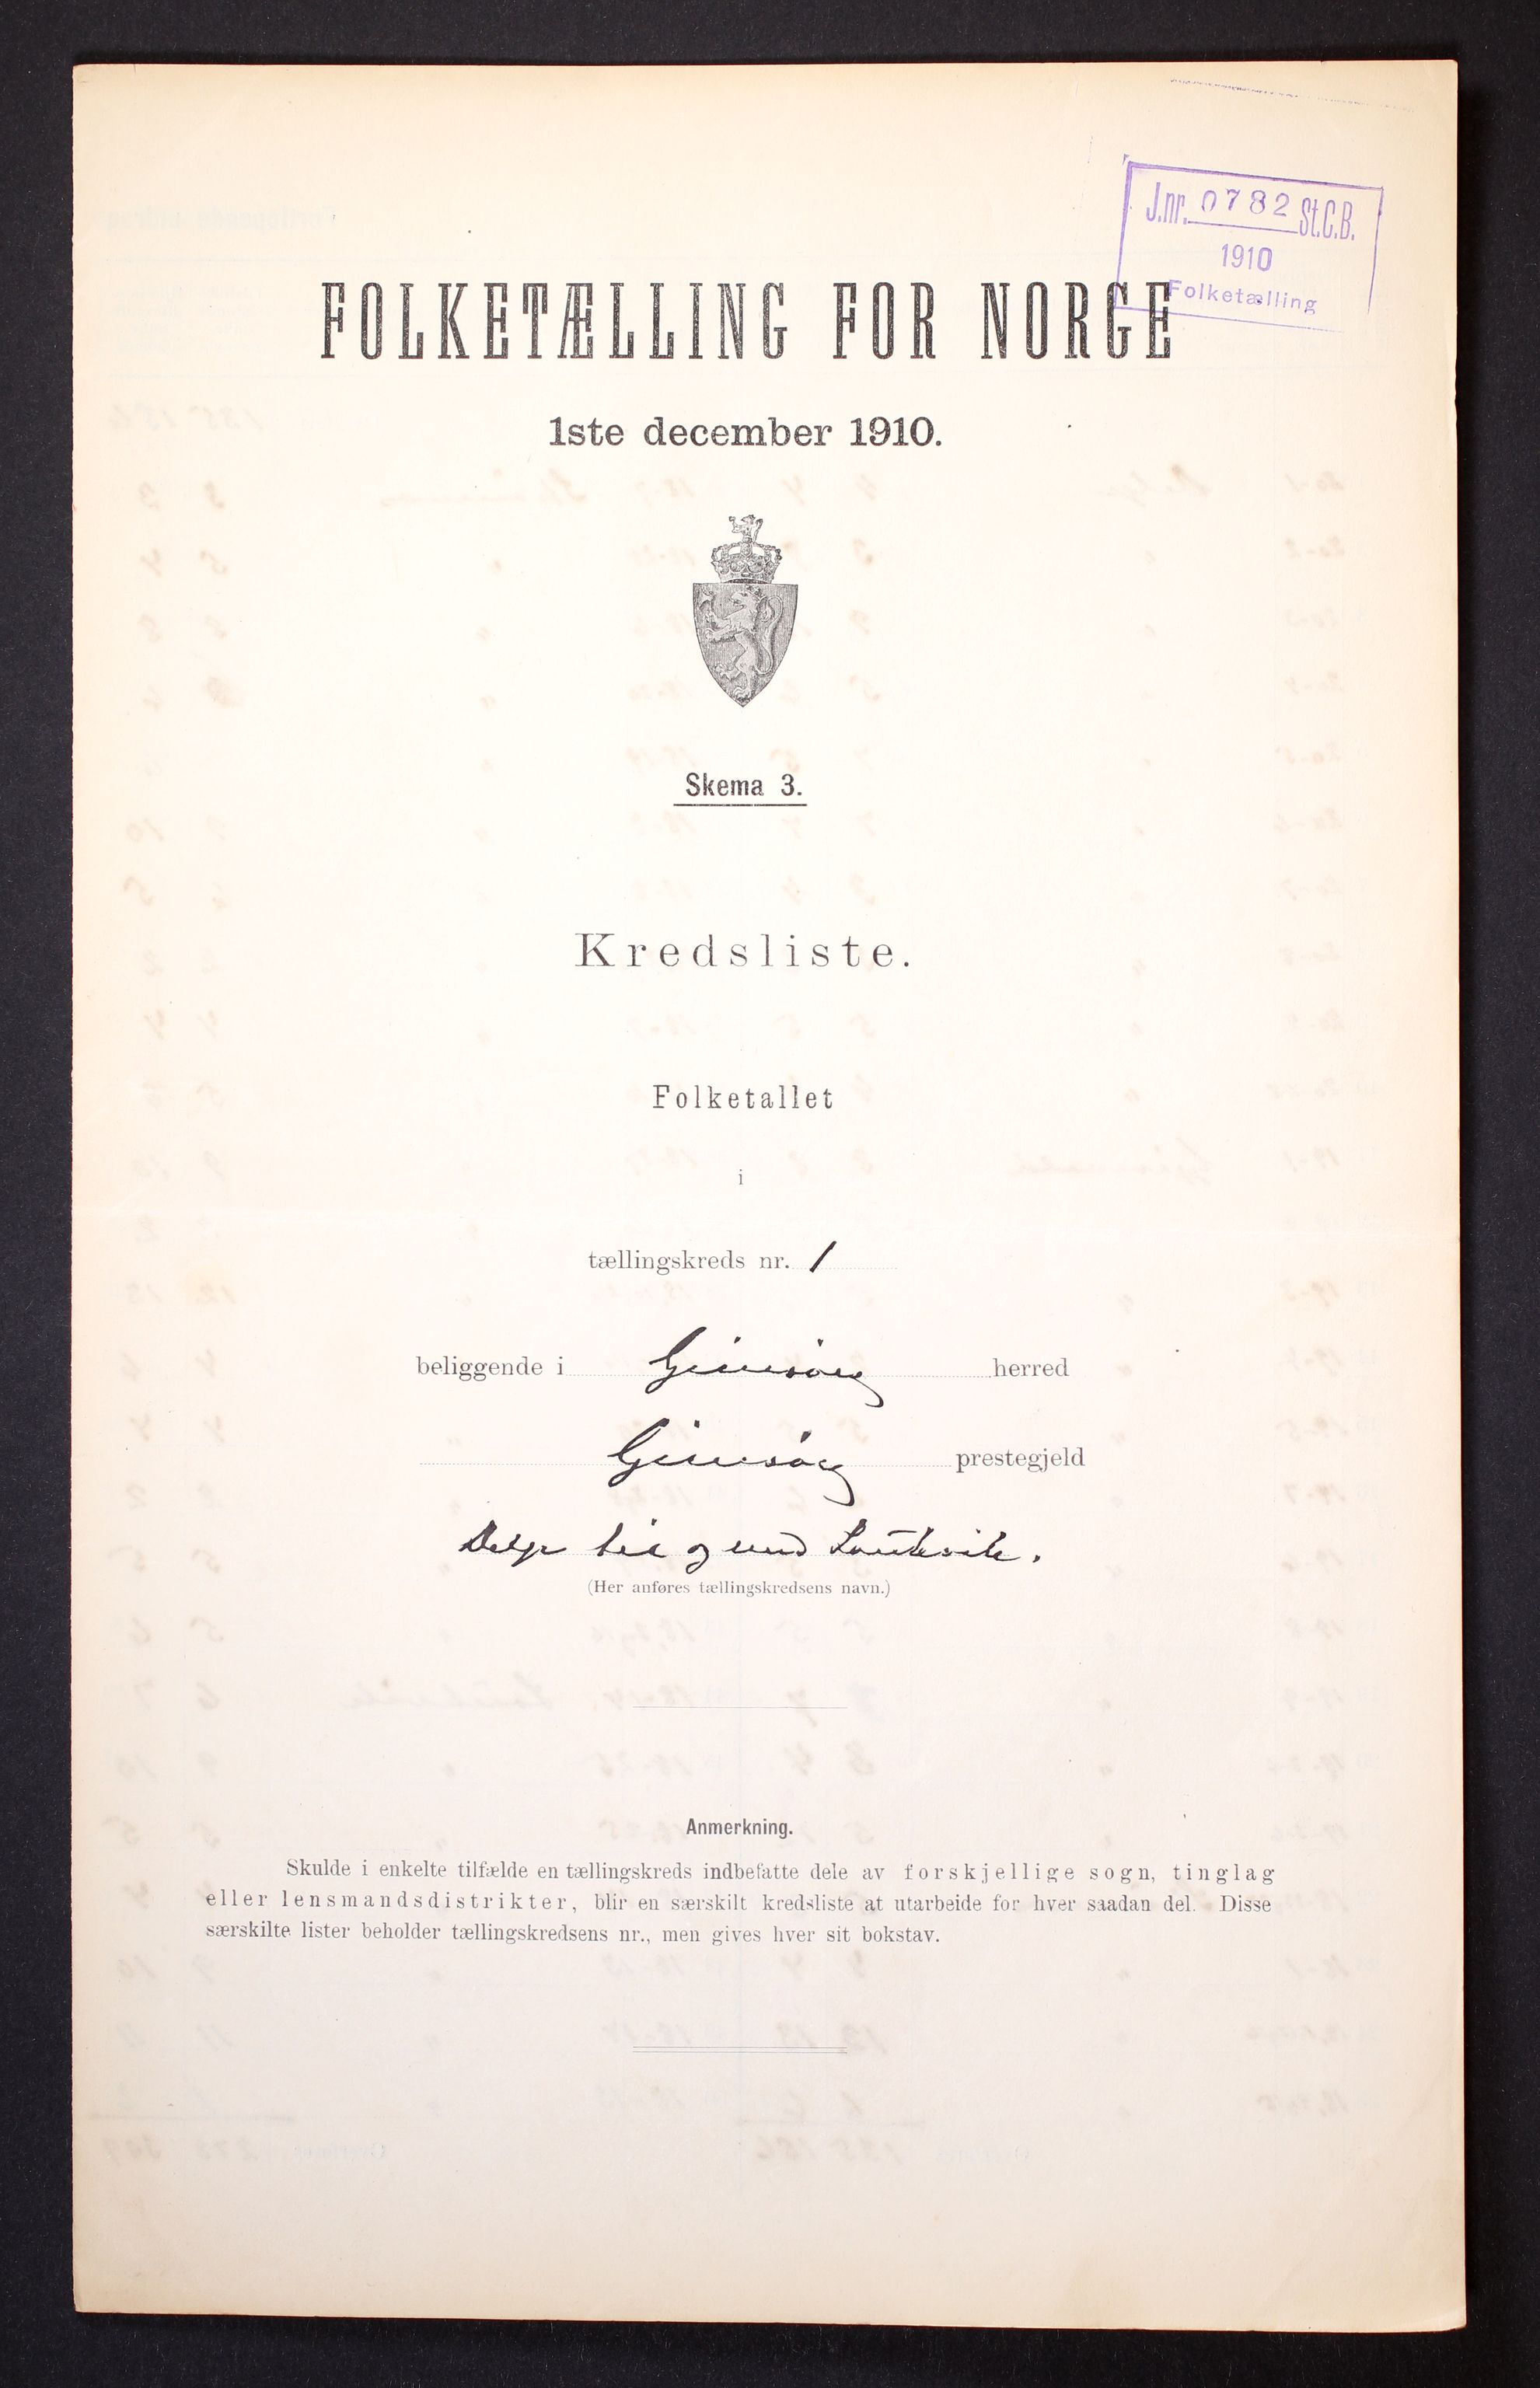 J.nr. 0782 St.C.B.
1910
Folketælling
FOLKETÆLLING FOR NORGE
1ste december 1910.
Skema 3.
Kredsliste.
Folketallet
i
tællingskreds nr. 1
beliggende i Gimsøy herred
Gimsøy prestegjeld
til og med
(Her anføres tællingskredsens navn.)
Anmerkning.
Skulde i enkelte tilfælde en tællingskreds indbefatte dele av forskjellige sogn, tinglag
eller lensmandsdistrikter, blir en særskilt kredsliste at utarbeide for hver saadan del. Disse
særskilte lister beholder tællingskredsens nr., men gives hver sit bokstav.